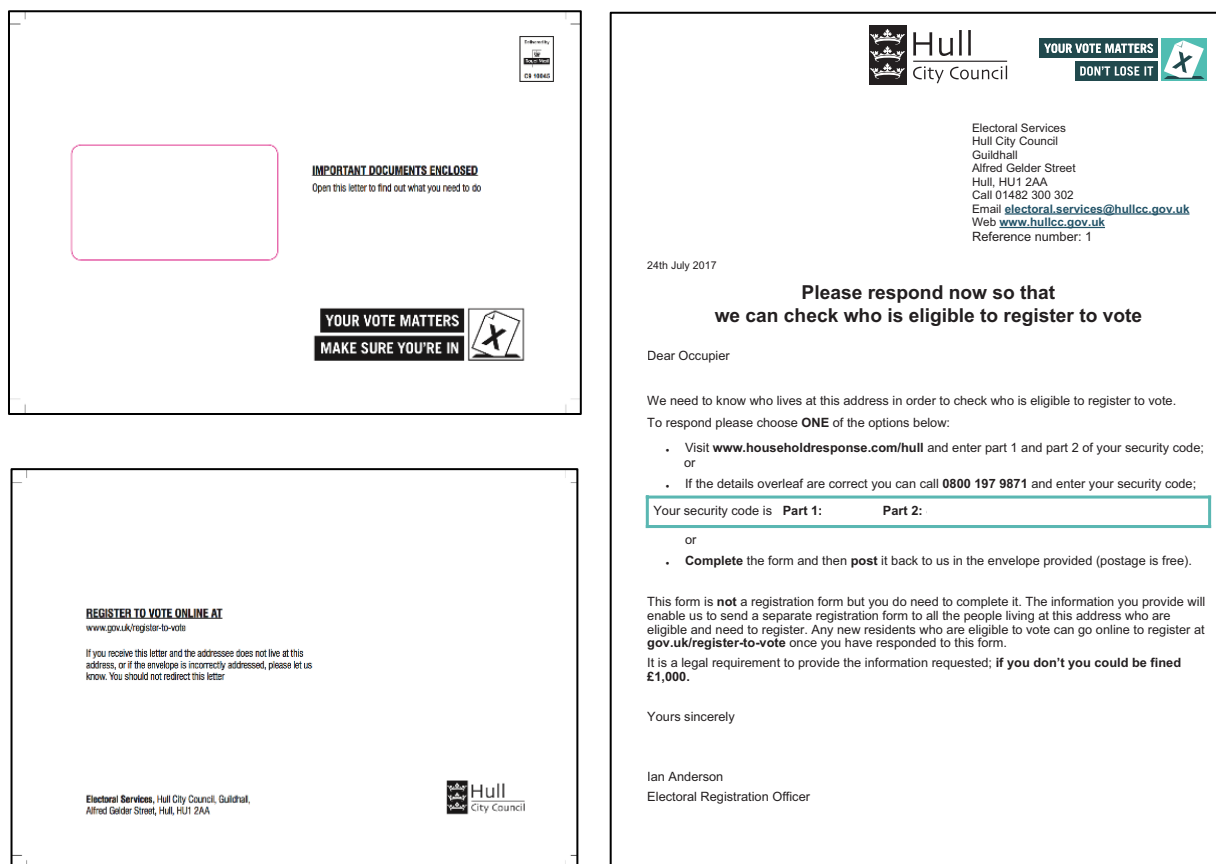 Delivered by
Royal Mail
C9 10045
IMPORTANT DOCUMENTS ENCLOSED
Open this letter to find out what you need to do
YOUR VOTE MATTERS
MAKE SURE YOU'RE IN
X
REGISTER TO VOTE ONLINE AT
www.gov.uk/register-to-vote
If you receive this letter and the addressee does not live at this
address, or if the envelope is incorrectly addressed, please let us
know. You should not redirect this letter
Electoral Services, Hull City Council, Guildhall,
Alfred Gelder Street, Hull, HU1 2AA
Hull
City Council
Hull
City Council
YOUR VOTE MATTERS
DON'T LOSE IT
X
Electoral Services
Hull City Council
Guildhall
Alfred Gelder Street
Hull, HU1 2AA
Call 01482 300 302
Email electoral.services@hullcc.gov.uk
Web www.hullcc.gov.uk
Reference number: 1
24th July 2017
Please respond now so that
we can check who is eligible to register to vote
Dear Occupier
We need to know who lives at this address in order to check who is eligible to register to vote.
To respond please choose ONE of the options below:
• Visit www.householdresponse.com/hull and enter part 1 and part 2 of your security code;
or
• If the details overleaf are correct you can call 0800 197 9871 and enter your security code;
Your security code is Part 1: Part 2:
or
• Complete the form and then post it back to us in the envelope provided (postage is free).
This form is not a registration form but you do need to complete it. The information you provide will
enable us to send a separate registration form to all the people living at this address who are
eligible and need to register. Any new residents who are eligible to vote can go online to register at
gov.uk/register-to-vote once you have responded to this form.
It is a legal requirement to provide the information requested; if you don't you could be fined
£1,000.
Yours sincerely
Ian Anderson
Electoral Registration Officer